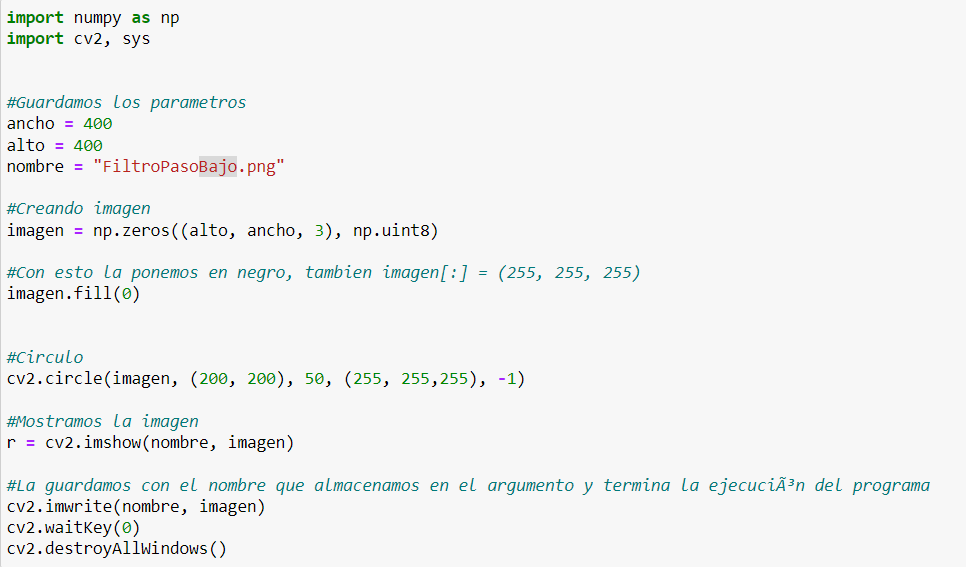 import numpy as np
import cv2, sys
#Guardamos los parametros
ancho = 400
alto = 400
nombre = "FiltroPasoBajo.png"
#Creando imagen
imagen = np.zeros((alto, ancho, 3), np.uint8)
#Con esto la ponemos en negro, tambien imagen[:] = (255, 255, 255)
imagen.fill(0)
#Circulo
cv2.circle(imagen, (200, 200), 50, (255, 255,255), -1)
#Mostramos la imagen
r = cv2.imshow(nombre, imagen)
#La guardamos con el nombre que almacenamos en el argumento y termina la ejecuciÃ³n del programa
cv2.imwrite(nombre, imagen)
cv2.waitKey(0)
cv2.destroyAllWindows()